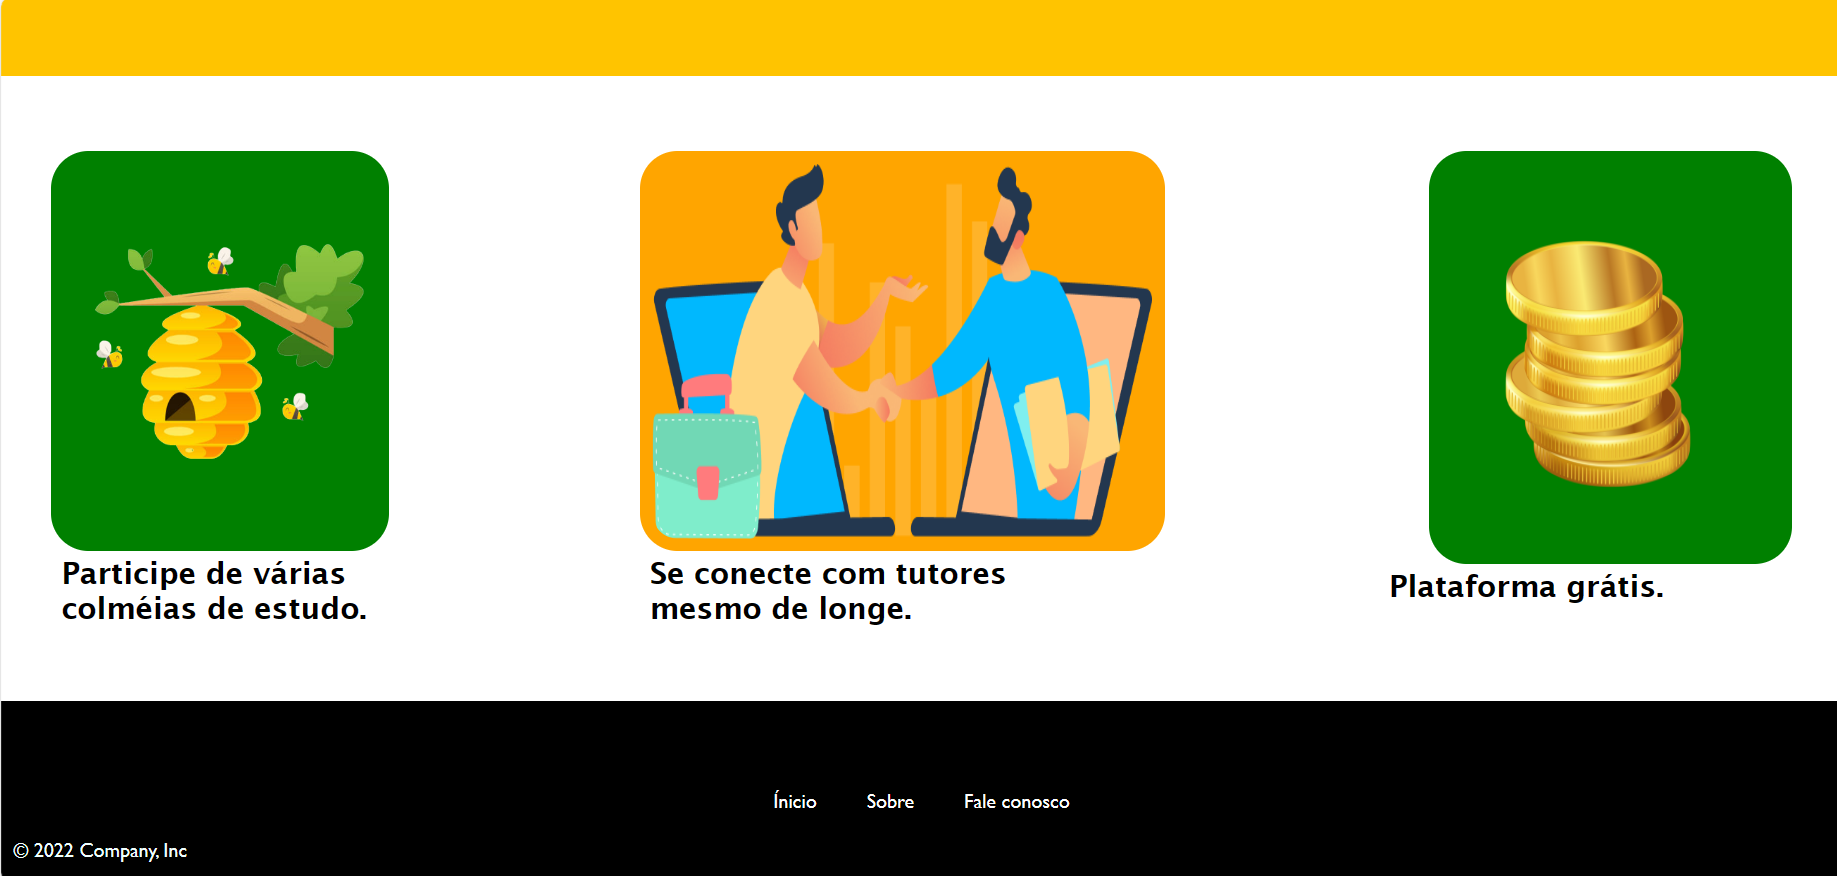 Participe de várias
colméias de estudo.
Se conecte com tutores
mesmo de longe.
Plataforma grátis.
Ínicio Sobre Fale conosco
© 2022 Company, Inc